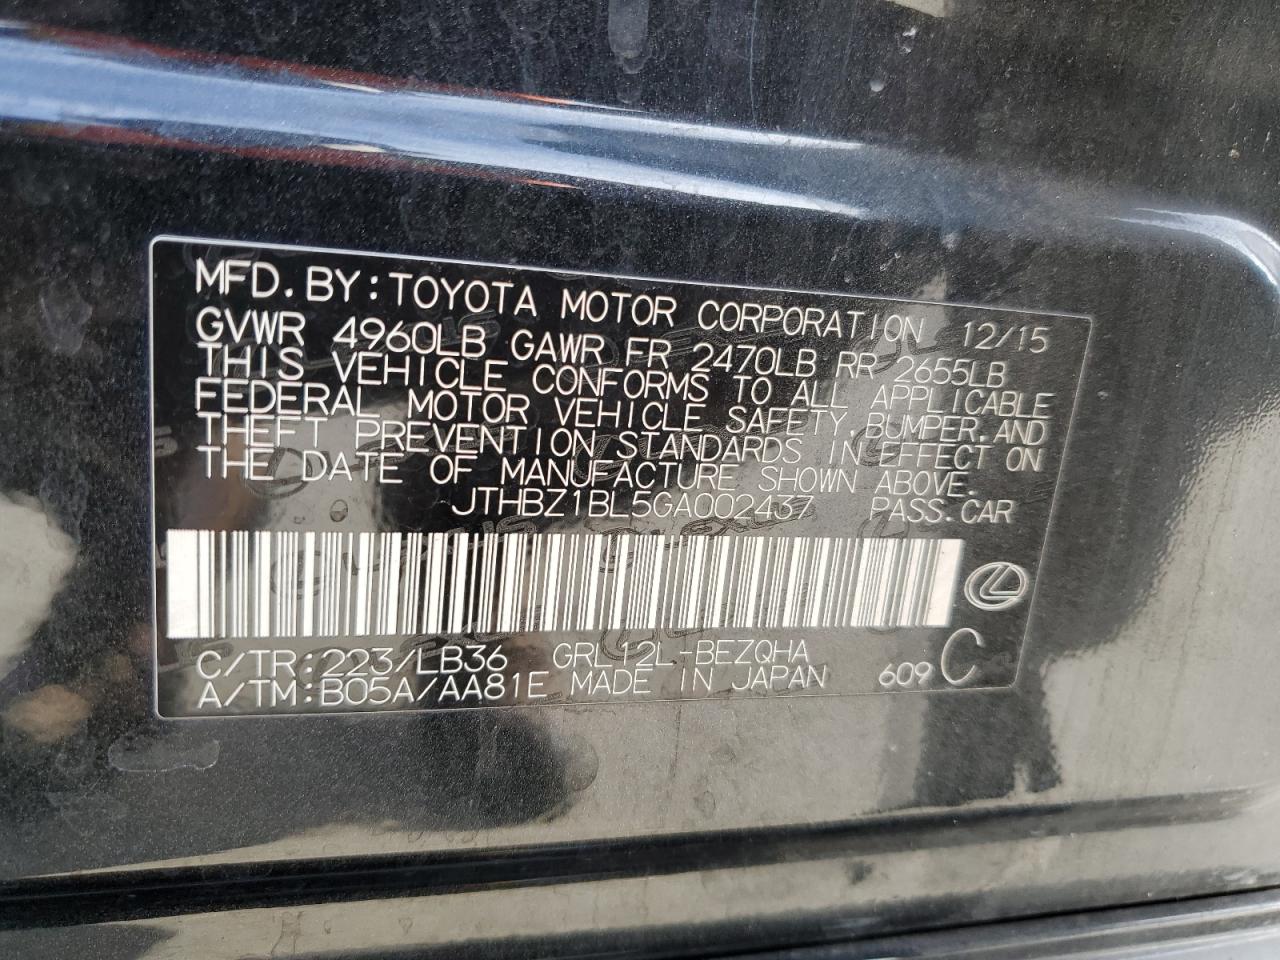 MFD. BY: TOYOTA MOTOR CORPORATION 12/15
GVWR 4960LB GAWR FR 2470LB RR 2655LB
THIS VEHICLE CONFORMS TO ALL APPLICABLE
FEDERAL MOTOR VEHICLE SAFETY, BUMPER, AND
THEFT PREVENTION STANDARDS IN EFFECT ON
THE DATE OF MANUFACTURE SHOWN ABOVE.
JTHBZ1BL5GA002437 PASS. CAR
C/TR: 223/LB36 GRL12L-BEZQHA
A/TM: B05A/AA81E MADE IN JAPAN 609 C